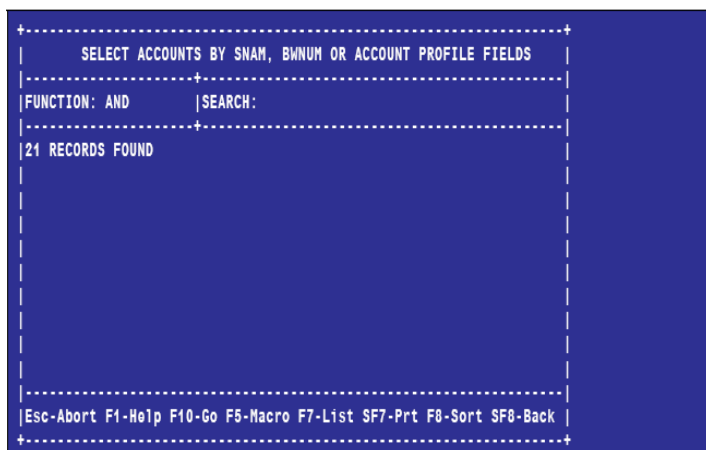 SELECT ACCOUNTS BY SNAM, BWNUM OR ACCOUNT PROFILE FIELDS
FUNCTION: AND |SEARCH:
21 RECORDS FOUND
Esc-Abort F1-Help F10-Go F5-Macro F7-List SF7-Prt F8-Sort SF8-Back